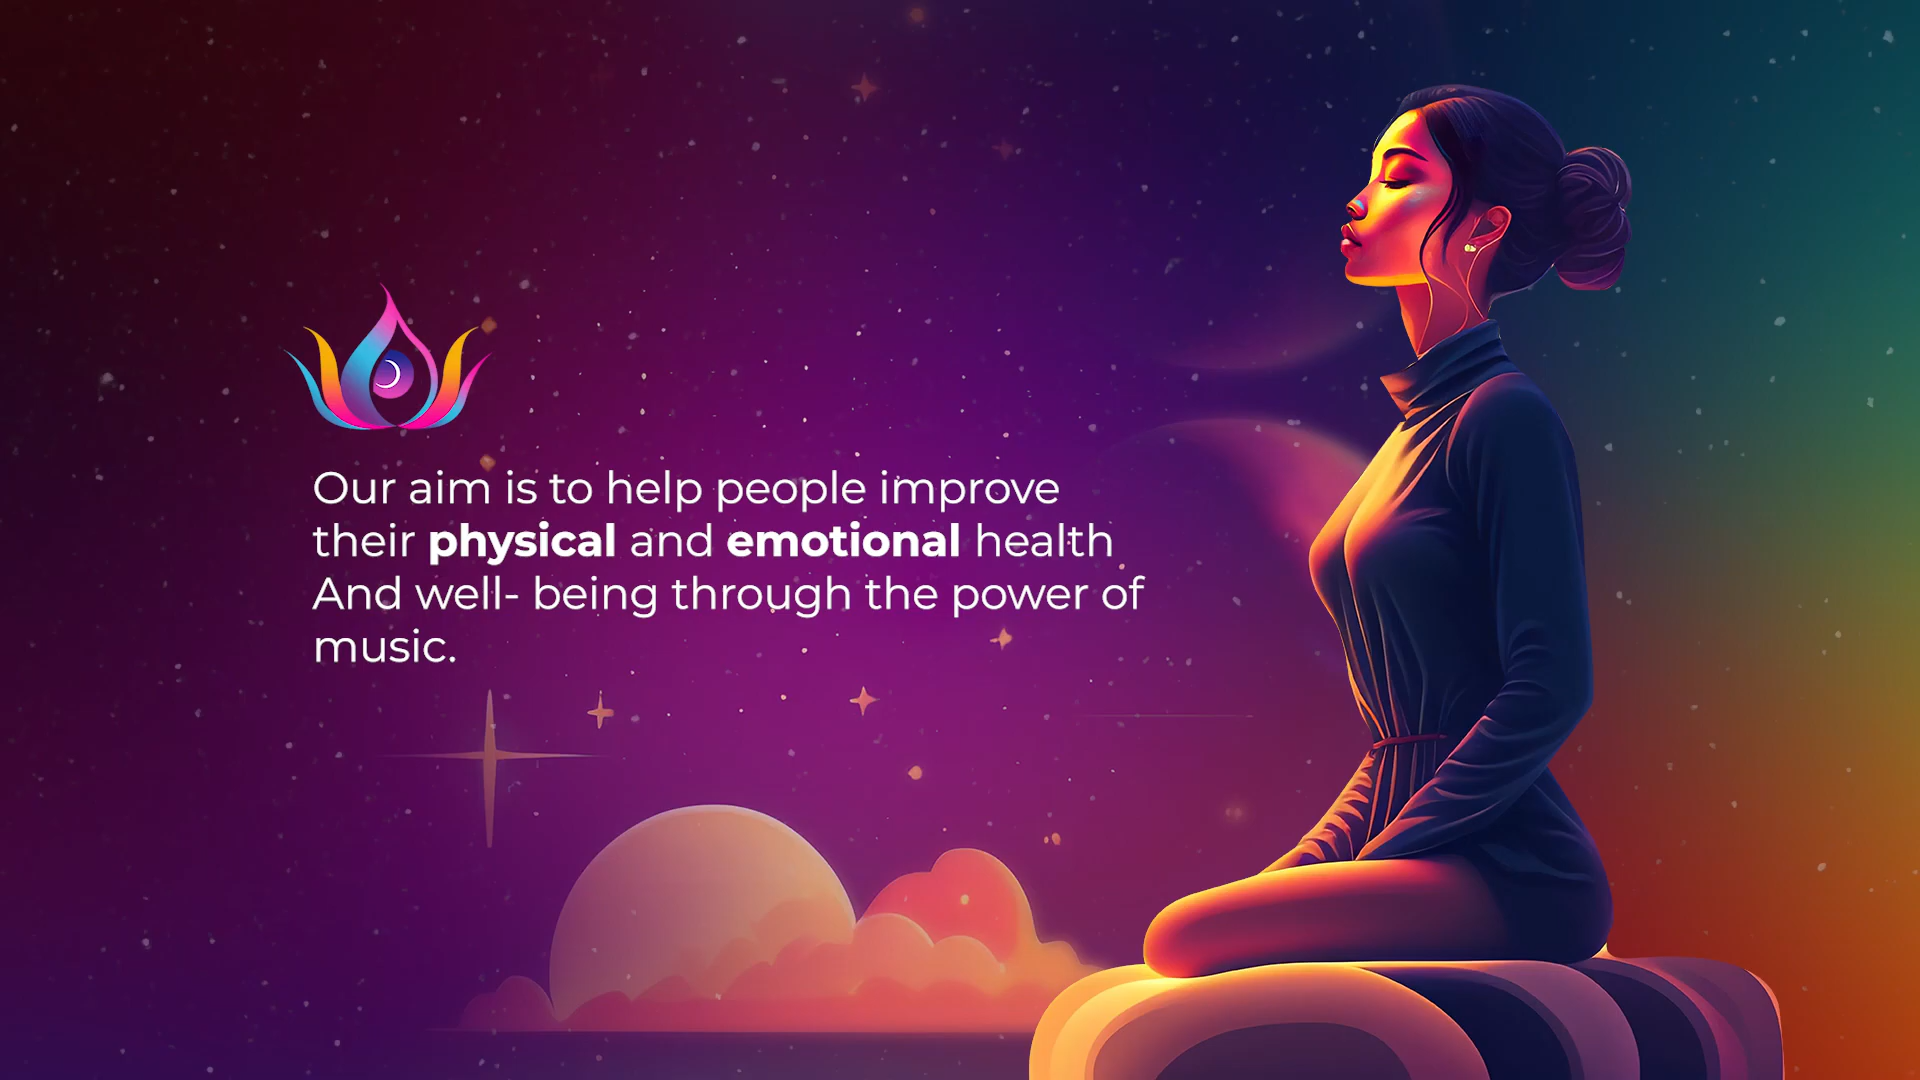 Our aim is to help people improve
their physical and emotional health
And well- being through the power of
music.